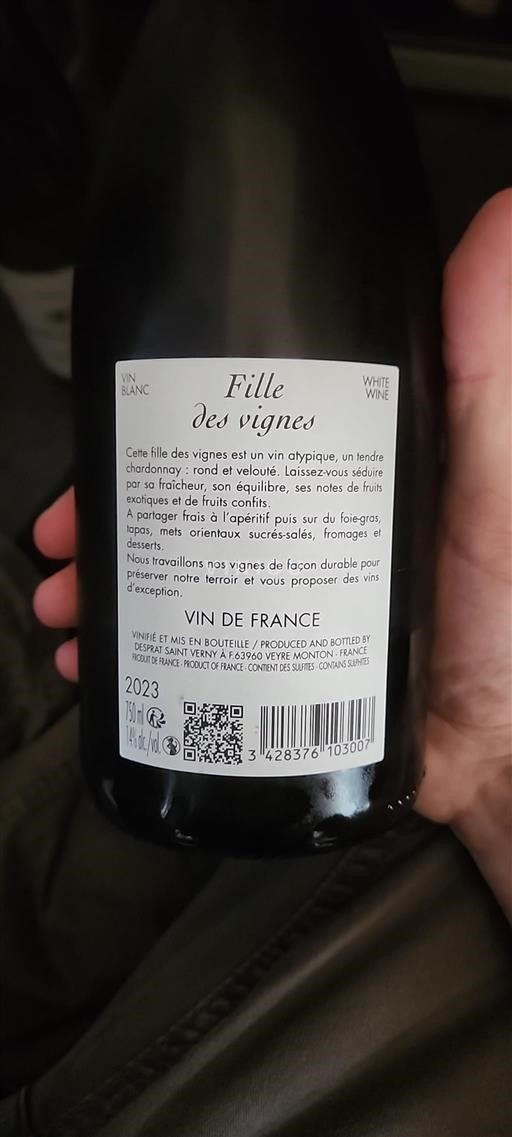 VIN
BLANC
Fille
des vignes
WHITE
WINE
Cette fille des vignes est un vin atypique, un tendre
chardonnay : rond et velouté. Laissez-vous séduire
par sa fraîcheur, son équilibre, ses notes de fruits
exotiques et de fruits confits.
A partager frais à l'apéritif puis sur du foie-gras,
tapas, mets orientaux sucrés-salés, fromages et
desserts.
Nous travaillons nos vignes de façon durable pour
préserver notre terroir et vous proposer des vins
d'exception.
VIN DE FRANCE
VINIFIÉ ET MIS EN BOUTEILLE / PRODUCED AND BOTTLED BY
DESPRAT SAINT VERNY À F.63960 VEYRE MONTON - FRANCE
PRODUIT DE FRANCE - PRODUCT OF FRANCE - CONTIENT DES SULFITES - CONTAINS SULPHITES
2023
750 ml
14% alc./vol.
3 428376 103007